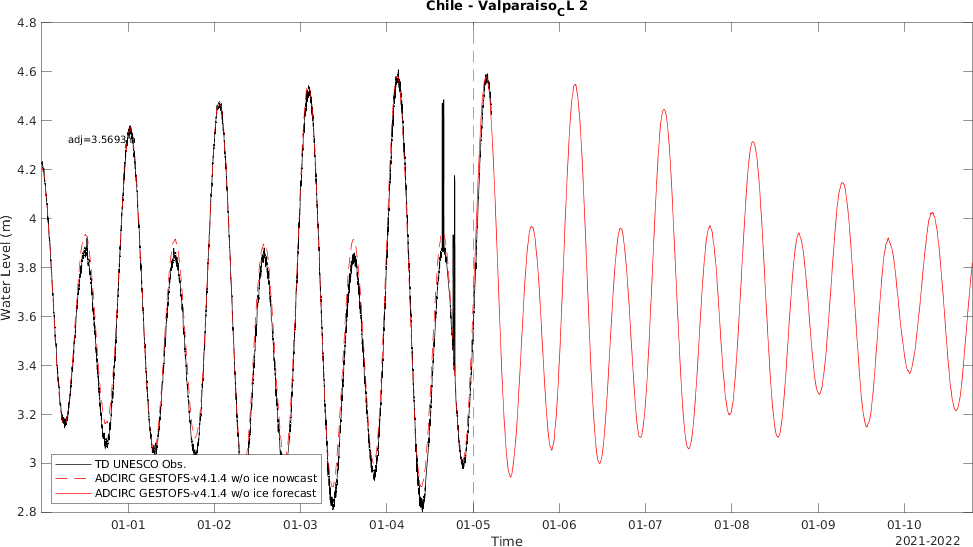 Chile - Valparaiso_CL 2
4.8
4.6
4.4
4.2
4
3.8
3.6
3.4
3.2
3
2.8
Water Level (m)
adj=3.5693
TD UNESCO Obs.
ADCIRC GESTOFS-v4.1.4 w/o ice nowcast
ADCIRC GESTOFS-v4.1.4 w/o ice forecast
01-01 01-02 01-03 01-04 01-05 01-06 01-07 01-08 01-09 01-10
Time
2021-2022